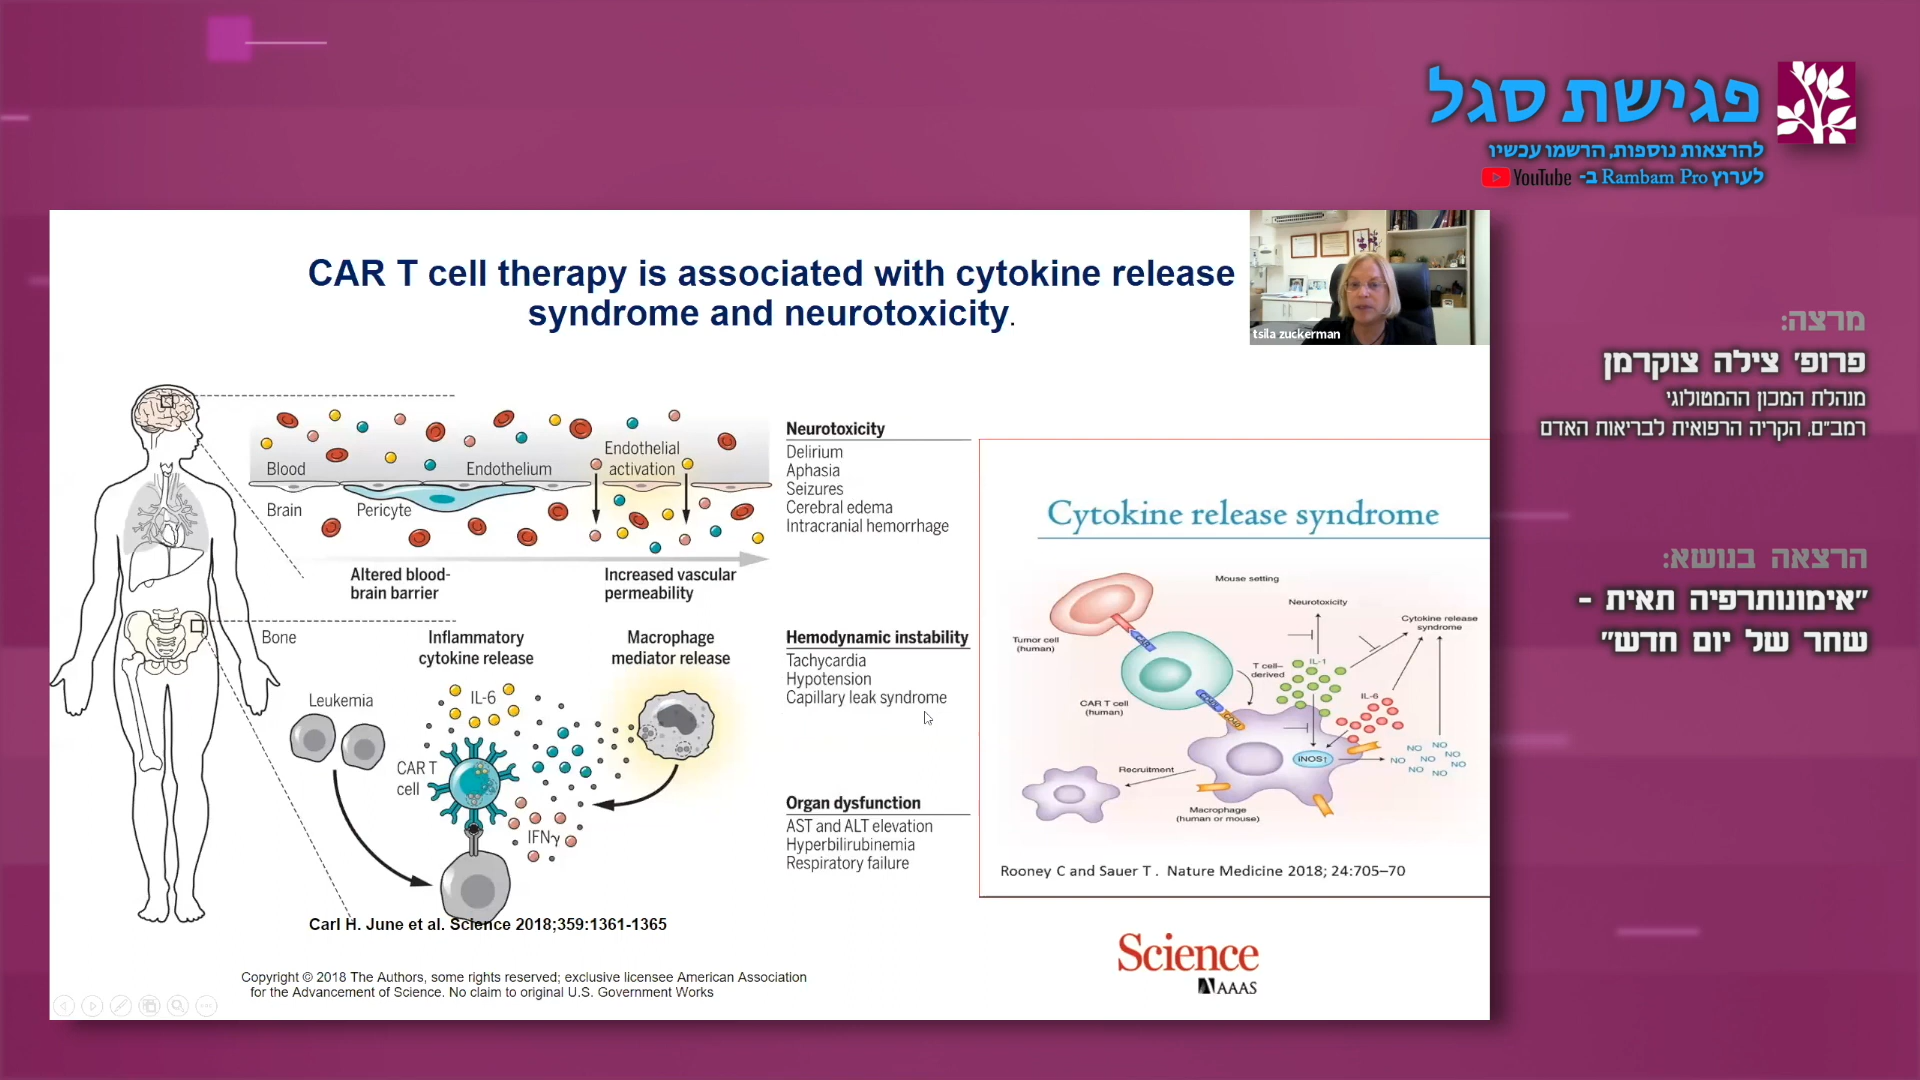 פגישת סגל
להרצאות נוספות, הרשמו עכשיו
לערוץ Rambam Pro ב- YouTube
CAR T cell therapy is associated with cytokine release
syndrome and neurotoxicity.
tsila zuckerman
מרצה:
פרופ' צילה צוקרמן
מנהלת המכון ההמטולוגי
רמב"ם, הקריה הרפואית לבריאות האדם
הרצאה בנושא:
"אימונותרפיה תאית -
שחר של יום חדש"
Blood
Endothelium
Endothelial
activation
Brain
Pericyte
Altered blood-
brain barrier
Increased vascular
permeability
Neurotoxicity
Delirium
Aphasia
Seizures
Cerebral edema
Intracranial hemorrhage
Bone
Inflammatory
cytokine release
Macrophage
mediator release
Leukemia
IL-6
CAR T
cell
IFNγ
Hemodynamic instability
Tachycardia
Hypotension
Capillary leak syndrome
Organ dysfunction
AST and ALT elevation
Hyperbilirubinemia
Respiratory failure
Carl H. June et al. Science 2018;359:1361-1365
Cytokine release syndrome
Mouse setting
Neurotoxicity
Cytokine release
syndrome
Tumor cell
(human)
T cell–
derived
IL-1
IL-6
CAR T cell
(human)
iNOS↑
NO
NO
NO
NO
NO
NO
NO
NO
Recruitment
Macrophage
(human or mouse)
Rooney C and Sauer T . Nature Medicine 2018; 24:705–70
Science
AAAS
Copyright © 2018 The Authors, some rights reserved; exclusive licensee American Association
for the Advancement of Science. No claim to original U.S. Government Works